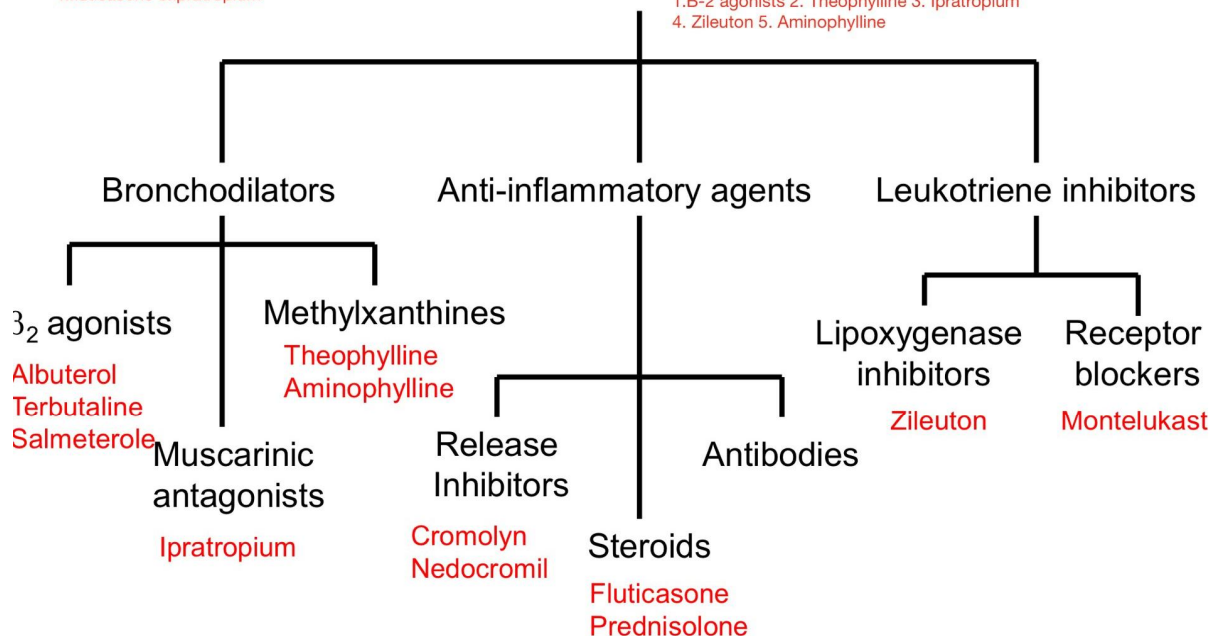 1.B-2 agonists 2. Theophylline 3. Ipratropium
4. Zileuton 5. Aminophylline
Bronchodilators
Anti-inflammatory agents
Leukotriene inhibitors
β₂ agonists
Albuterol
Terbutaline
Salmeterole
Methylxanthines
Theophylline
Aminophylline
Muscarinic
antagonists
Ipratropium
Release
Inhibitors
Cromolyn
Nedocromil
Steroids
Fluticasone
Prednisolone
Antibodies
Lipoxygenase
inhibitors
Zileuton
Receptor
blockers
Montelukast